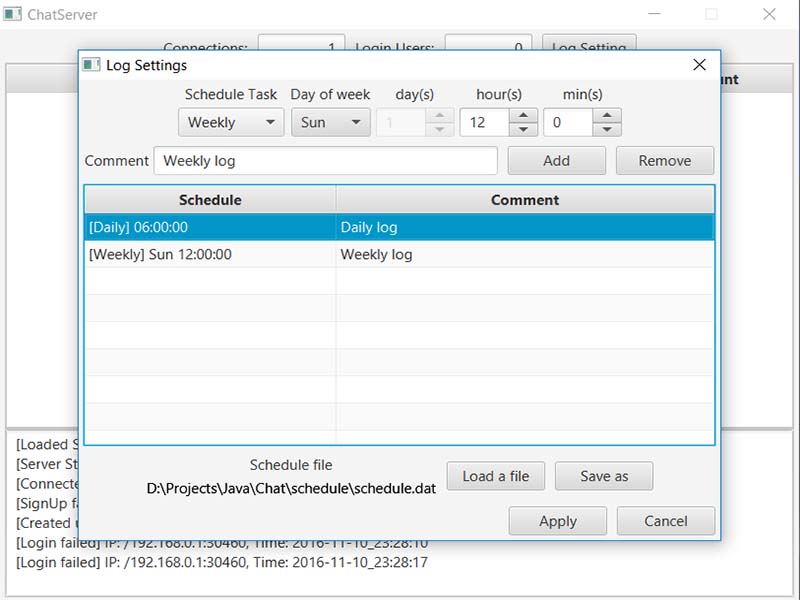 ChatServer
Connections: 1 Login Users: 0 Log Setting
Log Settings
Schedule Task Day of week day(s) hour(s) min(s)
Weekly Sun 1 12 0
Comment Weekly log Add Remove
Schedule Comment
[Daily] 06:00:00 Daily log
[Weekly] Sun 12:00:00 Weekly log
[Loaded
[Server
Schedule file
D:\Projects\Java\Chat\schedule\schedule.dat Load a file Save as
[SignUp
[Created
Apply Cancel
[Login failed] IP: /192.168.0.1:30460, Time: 2016-11-10_23:28:10
[Login failed] IP: /192.168.0.1:30460, Time: 2016-11-10_23:28:17